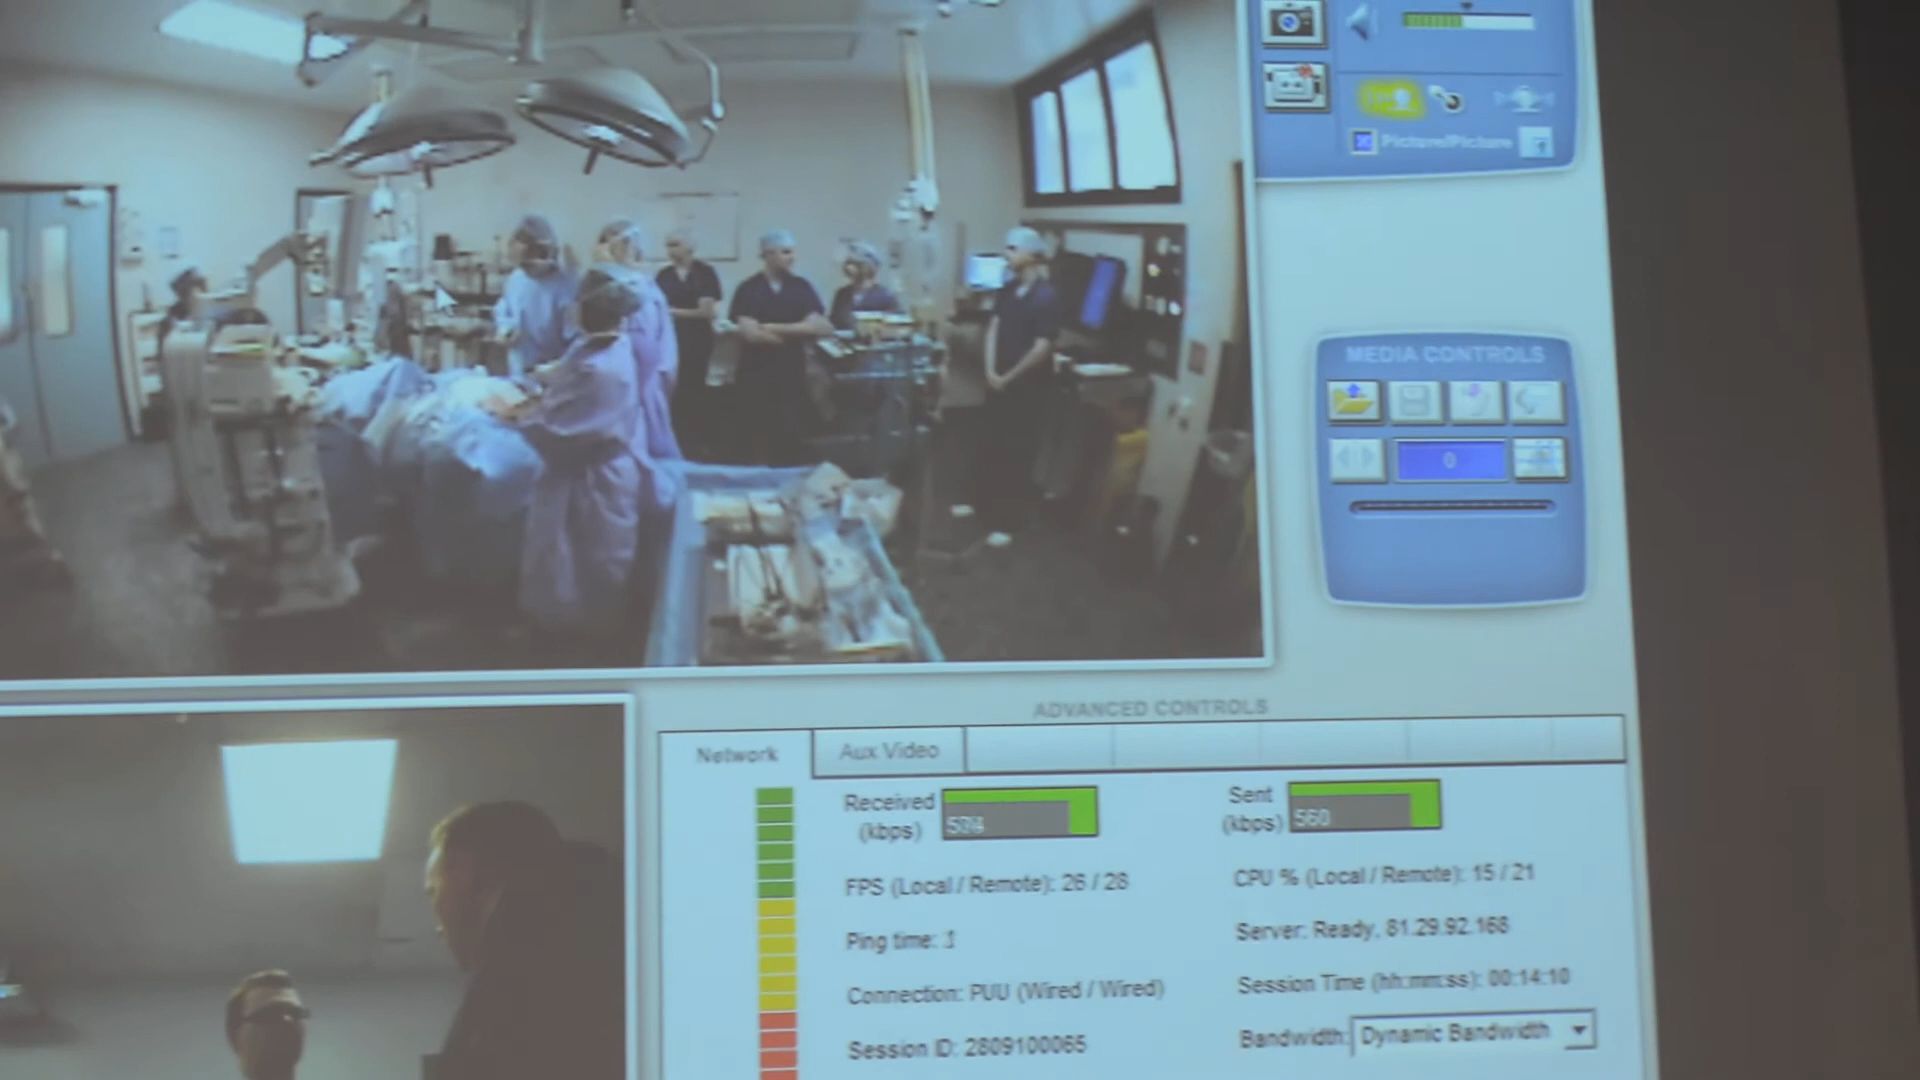 Picture/Picture
MEDIA CONTROLS
0
ADVANCED CONTROLS
Network
Aux Video
Received
(kbps)
Sent
(kbps)
560
FPS (Local / Remote): 26 / 28
CPU % (Local / Remote): 15 / 21
Ping time: 1
Server: Ready, 81.29.92.168
Connection: PUU (Wired / Wired)
Session Time (hh:mm:ss): 00:14:10
Session ID: 2809100065
Bandwidth: Dynamic Bandwidth